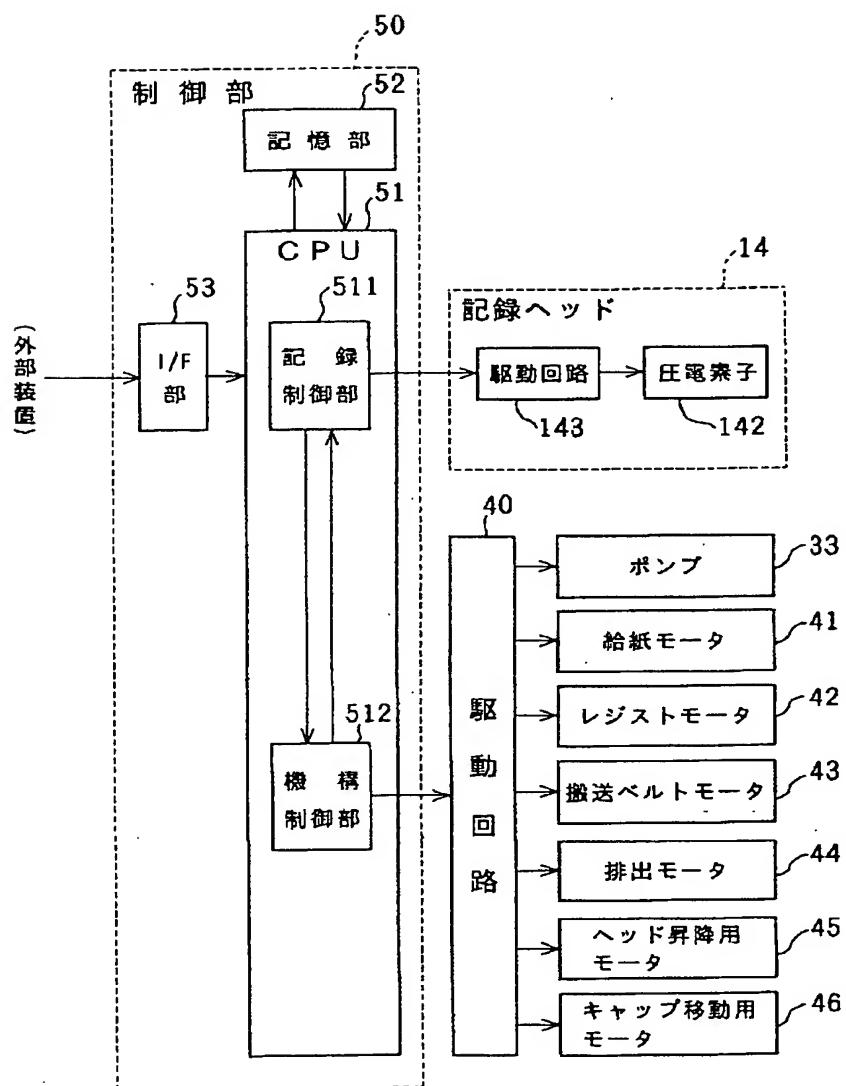 50
制御部
52
記憶部
51
CPU
14
53
511
記録ヘッド
(外部装置)
I/F
部
記録
制御部
駆動回路
圧電素子
143
142
40
ポンプ
33
給紙モータ
41
512
レジストモータ
42
駆動回路
機構
制御部
搬送ベルトモータ
43
排出モータ
44
ヘッド昇降用
モータ
45
キャップ移動用
モータ
46